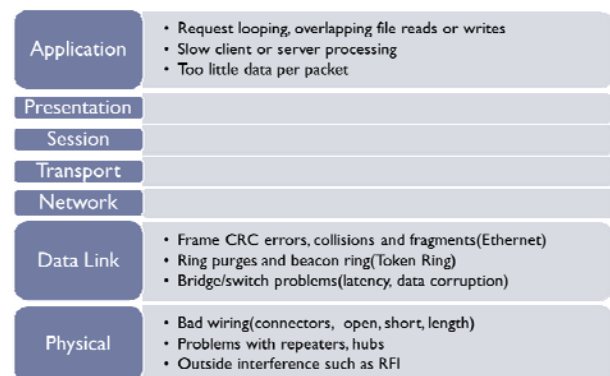 Application
• Request looping, overlapping file reads or writes
• Slow client or server processing
• Too little data per packet
Presentation
Session
Transport
Network
Data Link
• Frame CRC errors, collisions and fragments(Ethernet)
• Ring purges and beacon ring(Token Ring)
• Bridge/switch problems(latency, data corruption)
Physical
• Bad wiring(connectors, open, short, length)
• Problems with repeaters, hubs
• Outside interference such as RFI